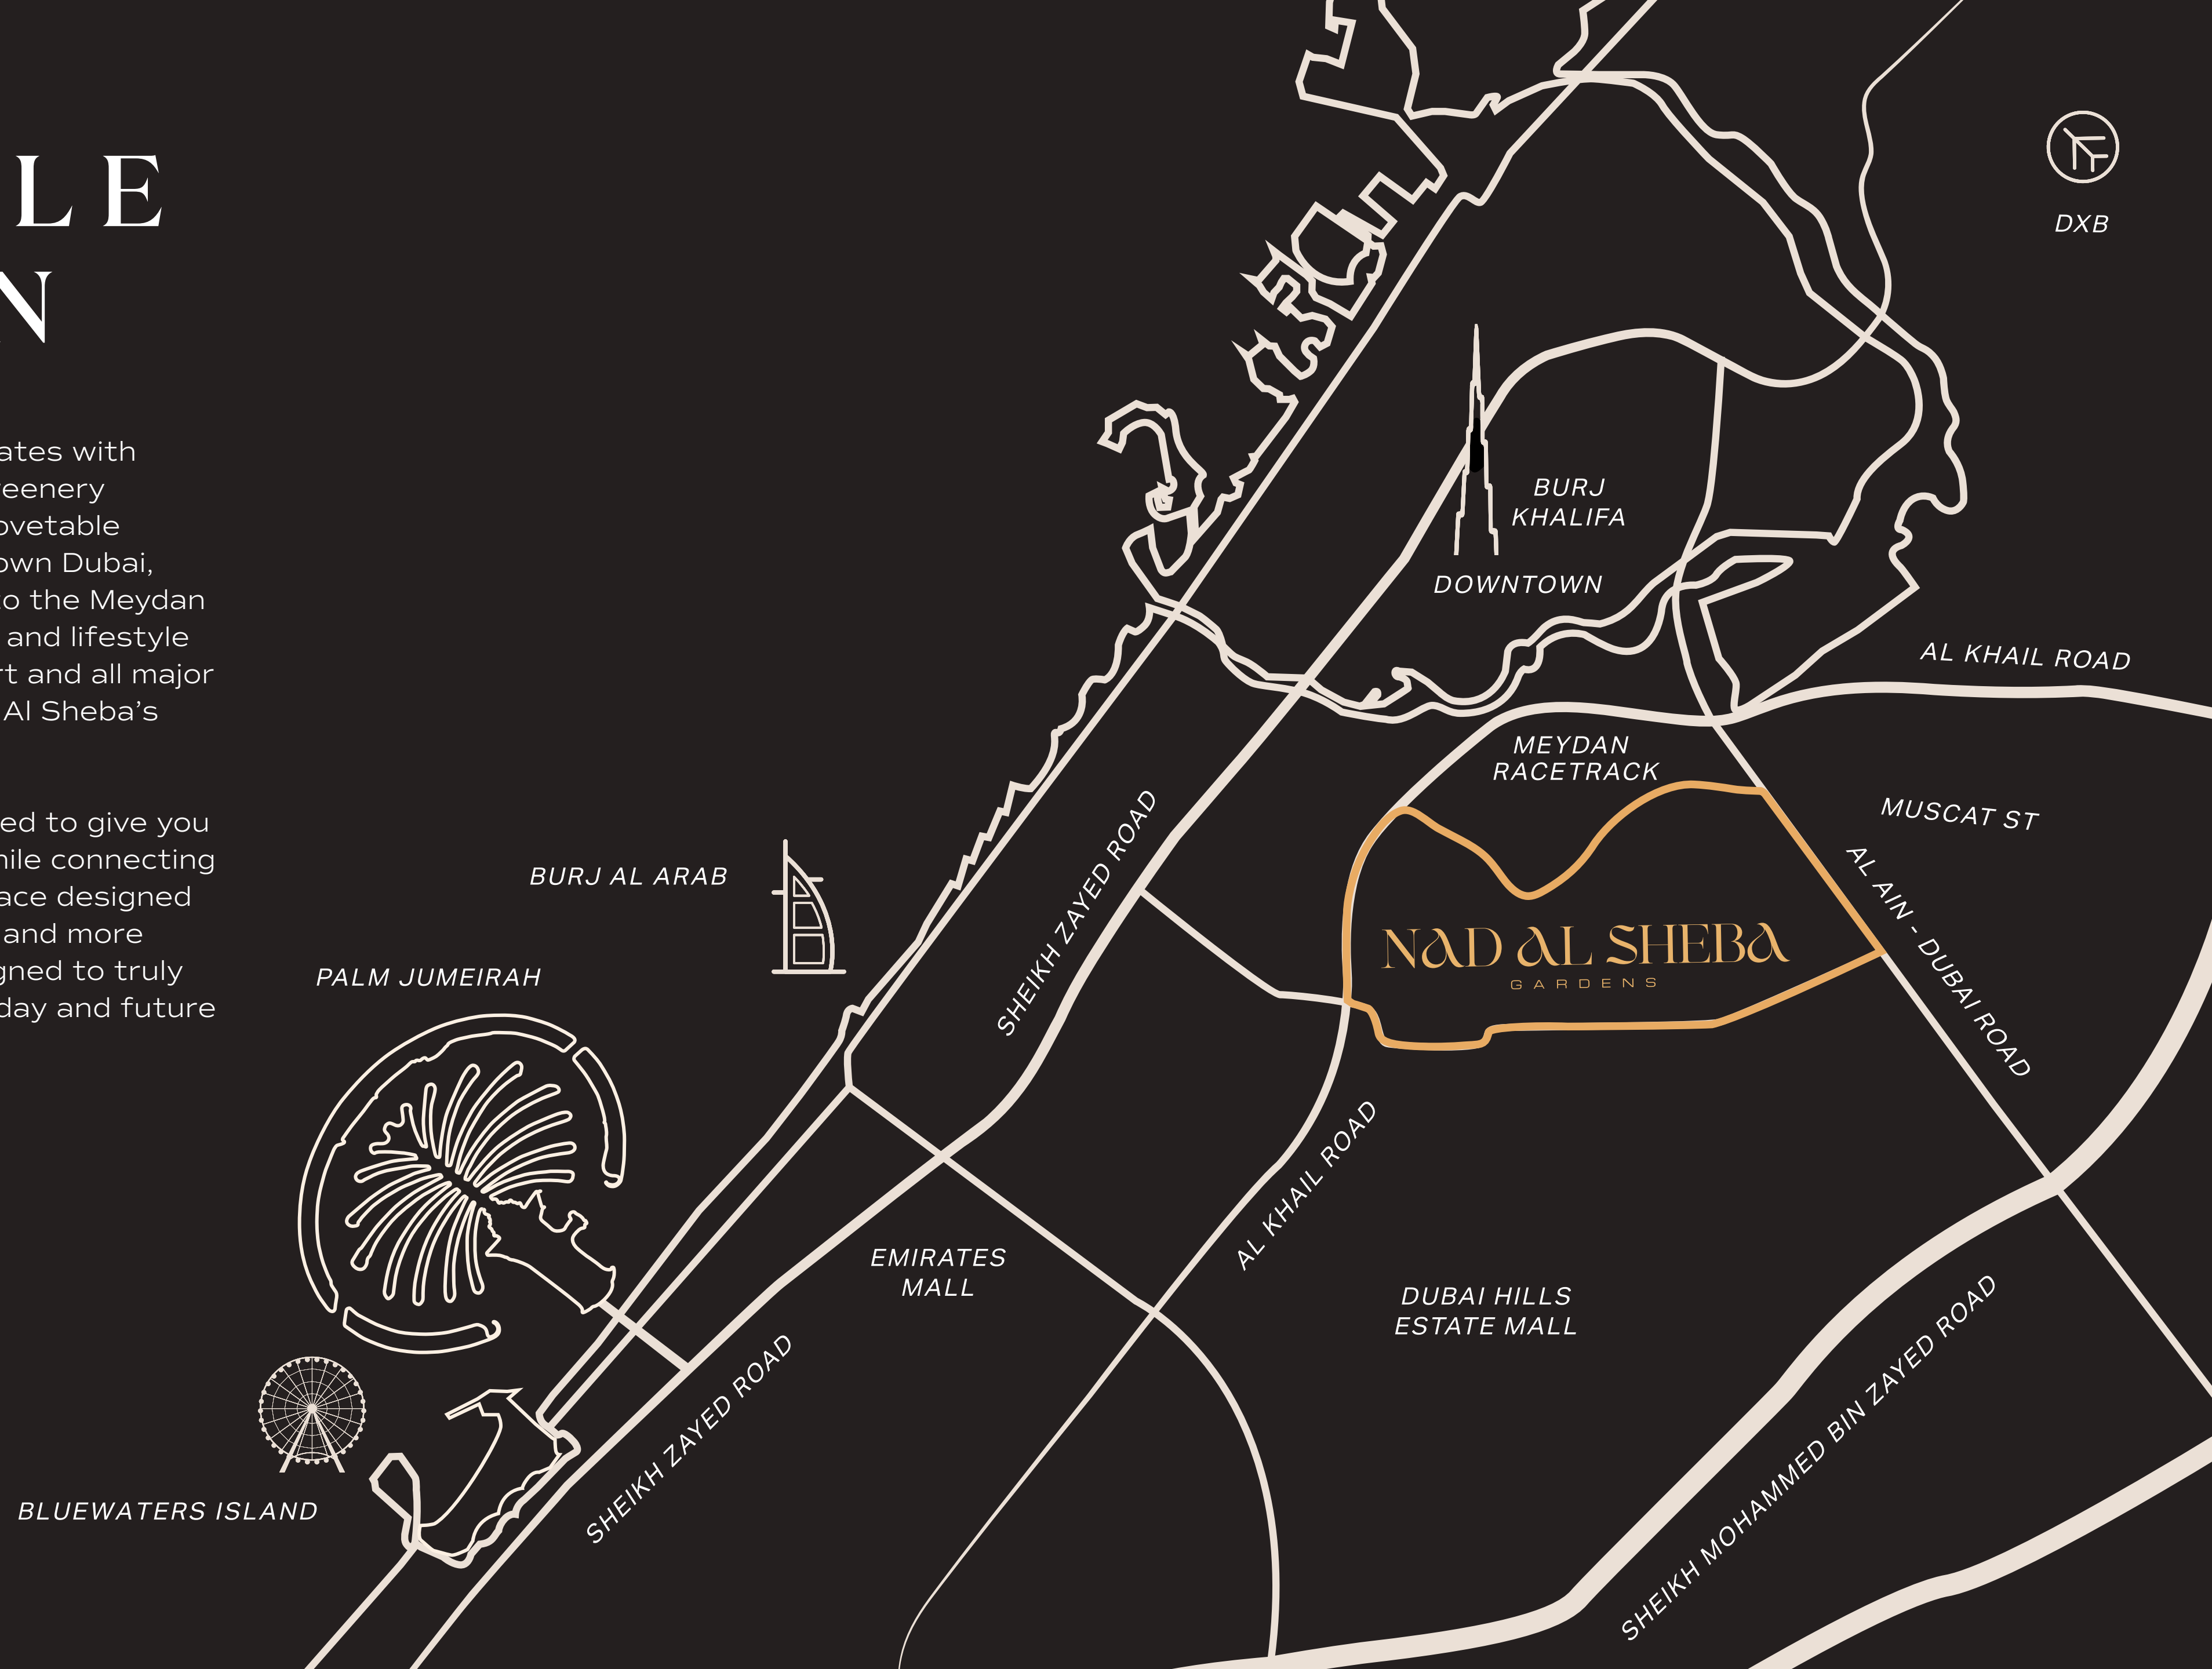 LE
N
ates with
eenery
ovetable
own Dubai,
to the Meydan
and lifestyle
rt and all major
Al Sheba's
ed to give you
hile connecting
ace designed
and more
gned to truly
day and future
DXB
BURJ
KHALIFA
DOWNTOWN
AL KHAIL ROAD
MEYDAN
RACETRACK
MUSCAT ST
AL AIN - DUBAI ROAD
SHEIKH ZAYED ROAD
BURJ AL ARAB
NAD AL SHEBA
GARDENS
PALM JUMEIRAH
AL KHAIL ROAD
EMIRATES
MALL
DUBAI HILLS
ESTATE MALL
SHEIKH ZAYED ROAD
SHEIKH MOHAMMED BIN ZAYED ROAD
BLUEWATERS ISLAND